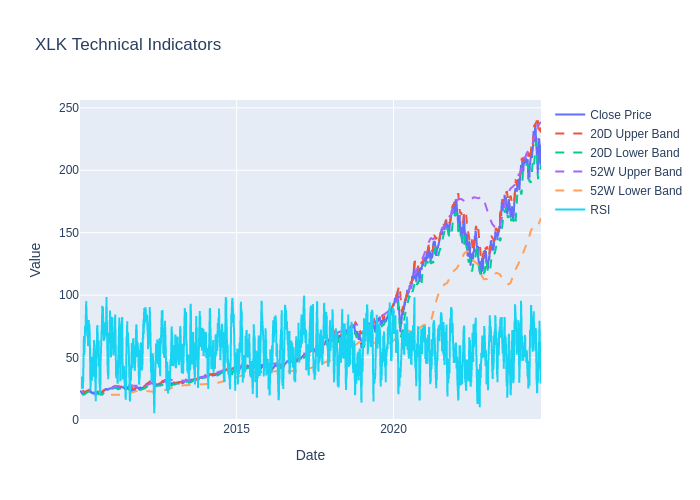 XLK Technical Indicators
250
200
150
100
50
0
Value
2015
2020
Date
Close Price
20D Upper Band
20D Lower Band
52W Upper Band
52W Lower Band
RSI